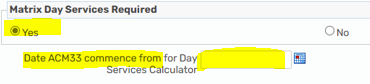 Matrix Day Services Required
Yes
No
Date ACM33 commence from for Day
Services Calculator